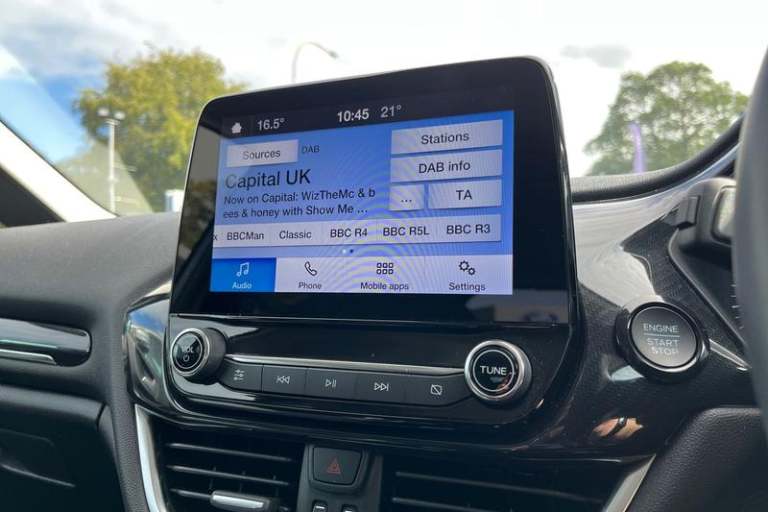 16.5° 10:45 21°
Sources DAB
Stations
DAB info
... TA
Capital UK
Now on Capital: WizTheMc & b
ees & honey with Show Me ...
x BBCMan Classic BBC R4 BBC R5L BBC R3
Audio Phone Mobile apps Settings
VOL
TUNE
ENGINE
START
STOP